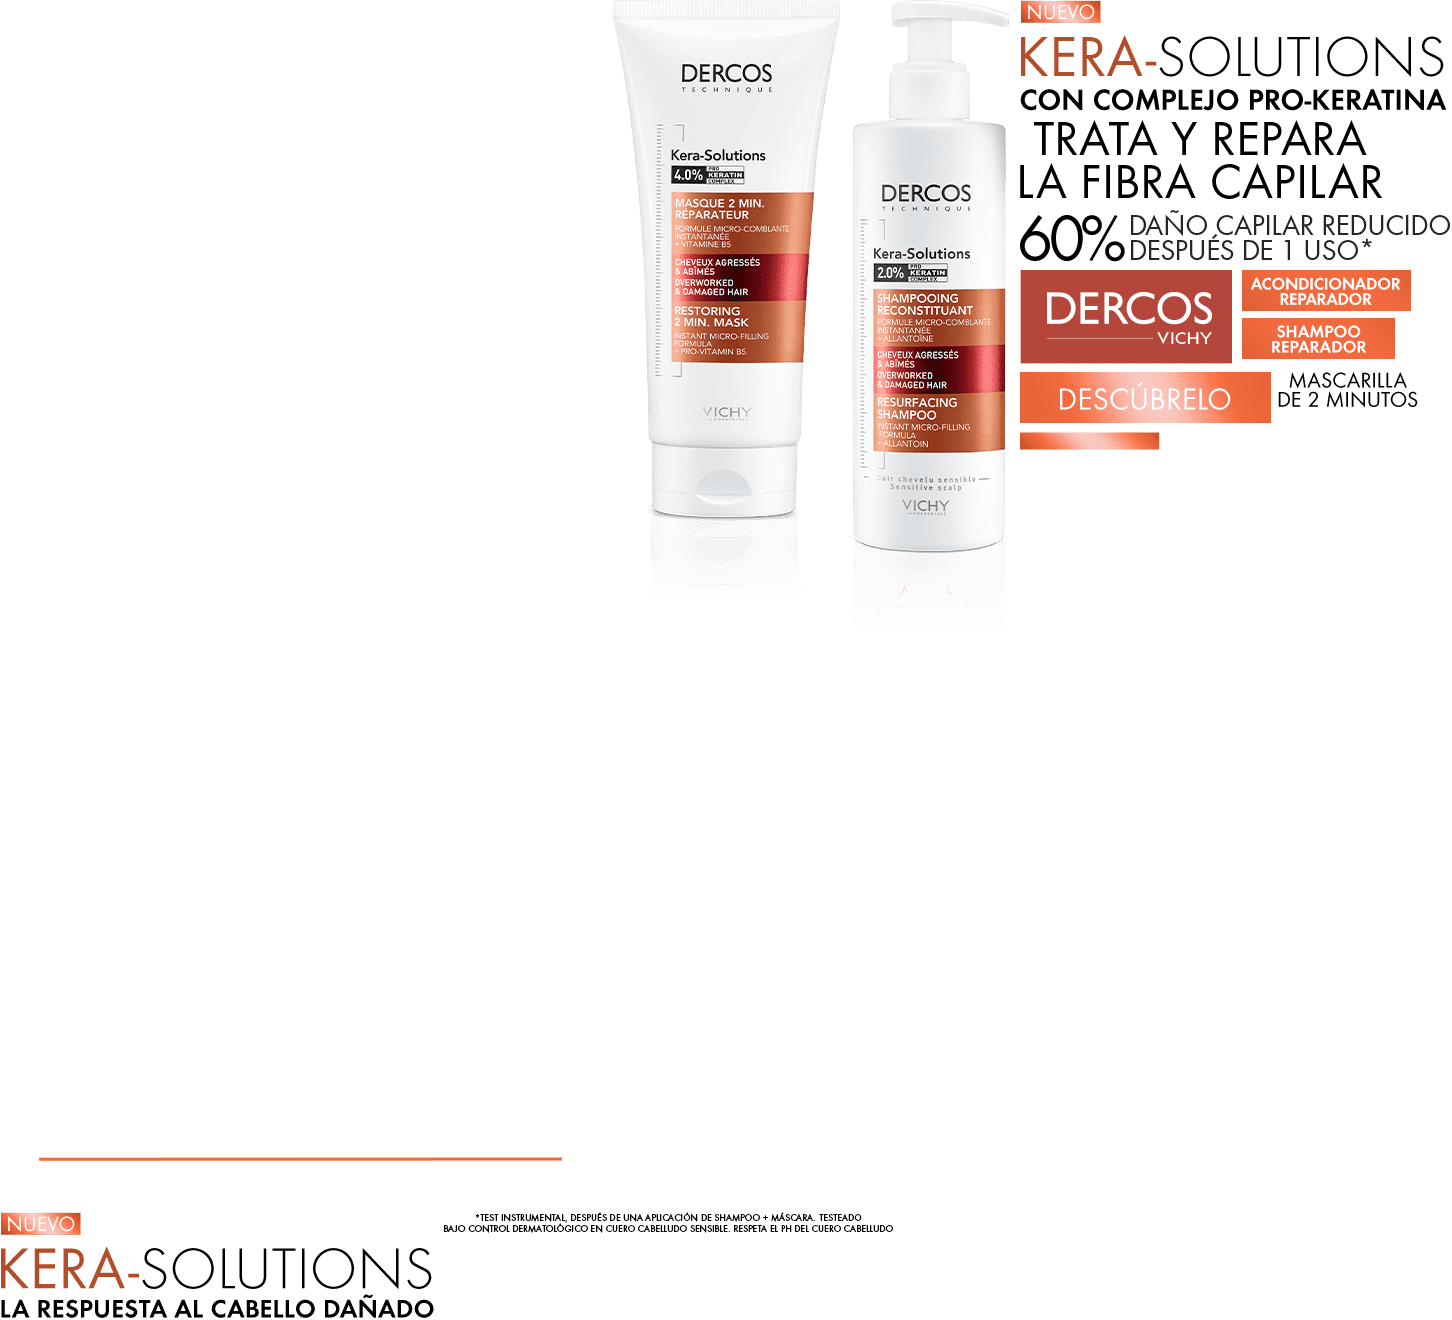 DERCOS
TECHNIQUE
Kera-Solutions
4.0% PRO
KERATIN
COMPLEX
MASQUE 2 MIN.
RÉPARATEUR
FORMULE MICRO-COMBLANTE
INSTANTANÉE
+ VITAMINE B5
CHEVEUX AGRESSÉS
& ABÎMÉS
OVERWORKED
& DAMAGED HAIR
RESTORING
2 MIN. MASK
INSTANT MICRO-FILLING
FORMULA
+ PRO-VITAMIN B5
VICHY
LABORATOIRES
DERCOS
TECHNIQUE
Kera-Solutions
2.0% PRO
KERATIN
COMPLEX
SHAMPOOING
RECONSTITUANT
FORMULE MICRO-COMBLANTE
INSTANTANÉE
+ ALLANTOÏNE
CHEVEUX AGRESSÉS
& ABÎMÉS
OVERWORKED
& DAMAGED HAIR
RESURFACING
SHAMPOO
INSTANT MICRO-FILLING
FORMULA
+ ALLANTOIN
Cuir chevelu sensible
Sensitive scalp
VICHY
LABORATOIRES
NUEVO
KERA-SOLUTIONS
CON COMPLEJO PRO-KERATINA
TRATA Y REPARA
LA FIBRA CAPILAR
60% DAÑO CAPILAR REDUCIDO
DESPUÉS DE 1 USO*
DERCOS
VICHY
ACONDICIONADOR
REPARADOR
SHAMPOO
REPARADOR
DESCÚBRELO
MASCARILLA
DE 2 MINUTOS
NUEVO
KERA-SOLUTIONS
LA RESPUESTA AL CABELLO DAÑADO
*TEST INSTRUMENTAL, DESPUÉS DE UNA APLICACIÓN DE SHAMPOO + MÁSCARA. TESTEADO
BAJO CONTROL DERMATOLÓGICO EN CUERO CABELLUDO SENSIBLE. RESPETA EL PH DEL CUERO CABELLUDO